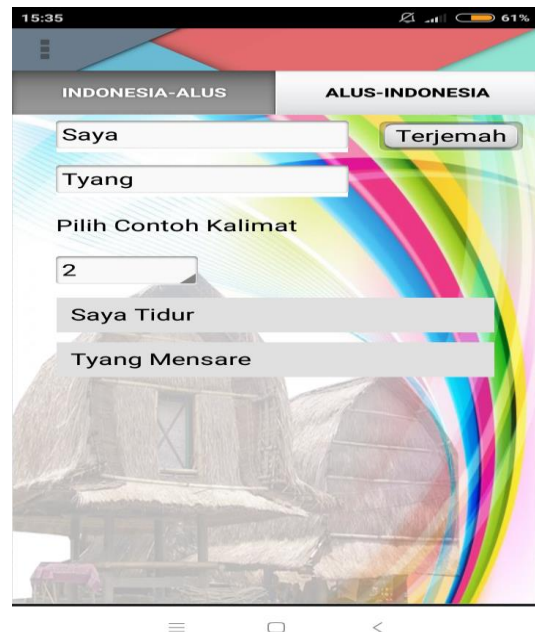 15:35
61%
INDONESIA-ALUS
ALUS-INDONESIA
Saya
Terjemah
Tyang
Pilih Contoh Kalimat
2
Saya Tidur
Tyang Mensare